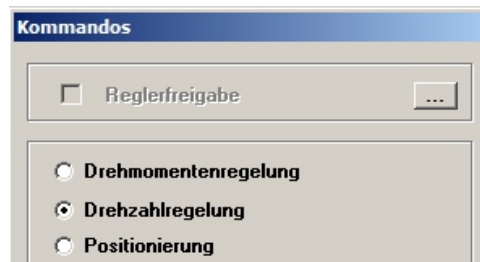 Kommandos
Reglerfreigabe
...
Drehmomentenregelung
Drehzahlregelung
Positionierung